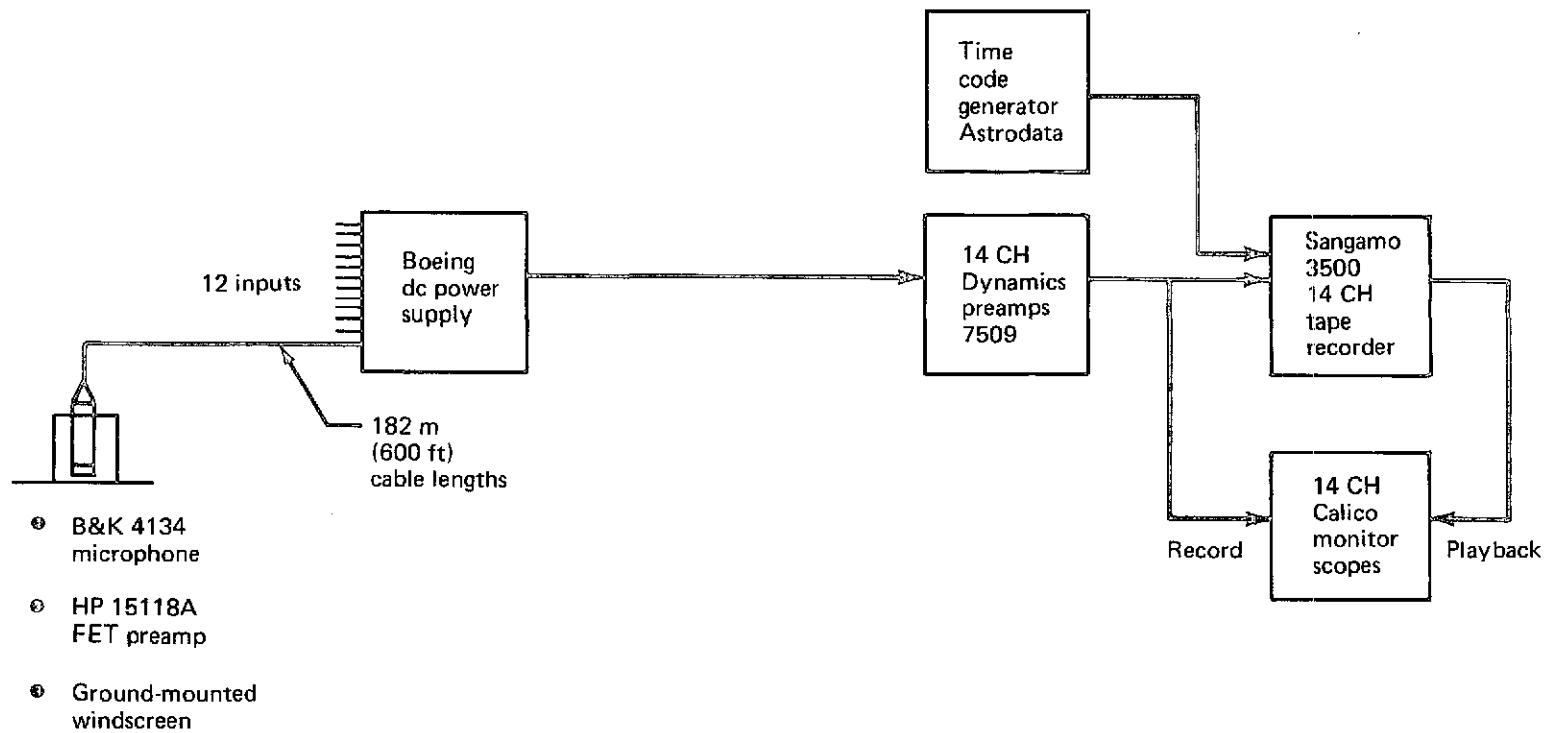 Time
code
generator
Astrodata
12 inputs
Boeing
dc power
supply
14 CH
Dynamics
preamps
7509
Sangamo
3500
14 CH
tape
recorder
182 m
(600 ft)
cable lengths
Record
14 CH
Calico
monitor
scopes
Playback
B&K 4134
microphone
HP 15118A
FET preamp
Ground-mounted
windscreen